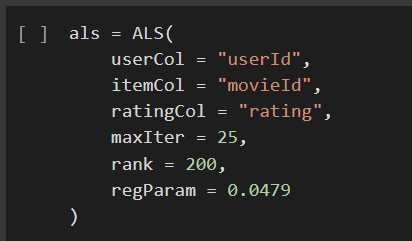 [ ] als = ALS(
userCol = "userId",
itemCol = "movieId",
ratingCol = "rating",
maxIter = 25,
rank = 200,
regParam = 0.0479
)